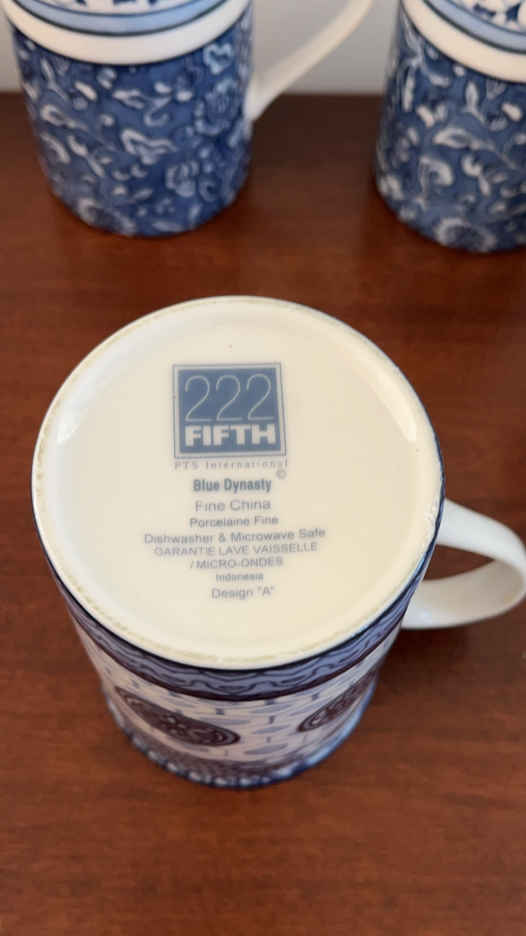 222
FIFTH
PTS International
©
Blue Dynasty
Fine China
Porcelaine Fine
Dishwasher & Microwave Safe
GARANTIE LAVE VAISSELLE
/ MICRO-ONDES
Indonesia
Design "A"